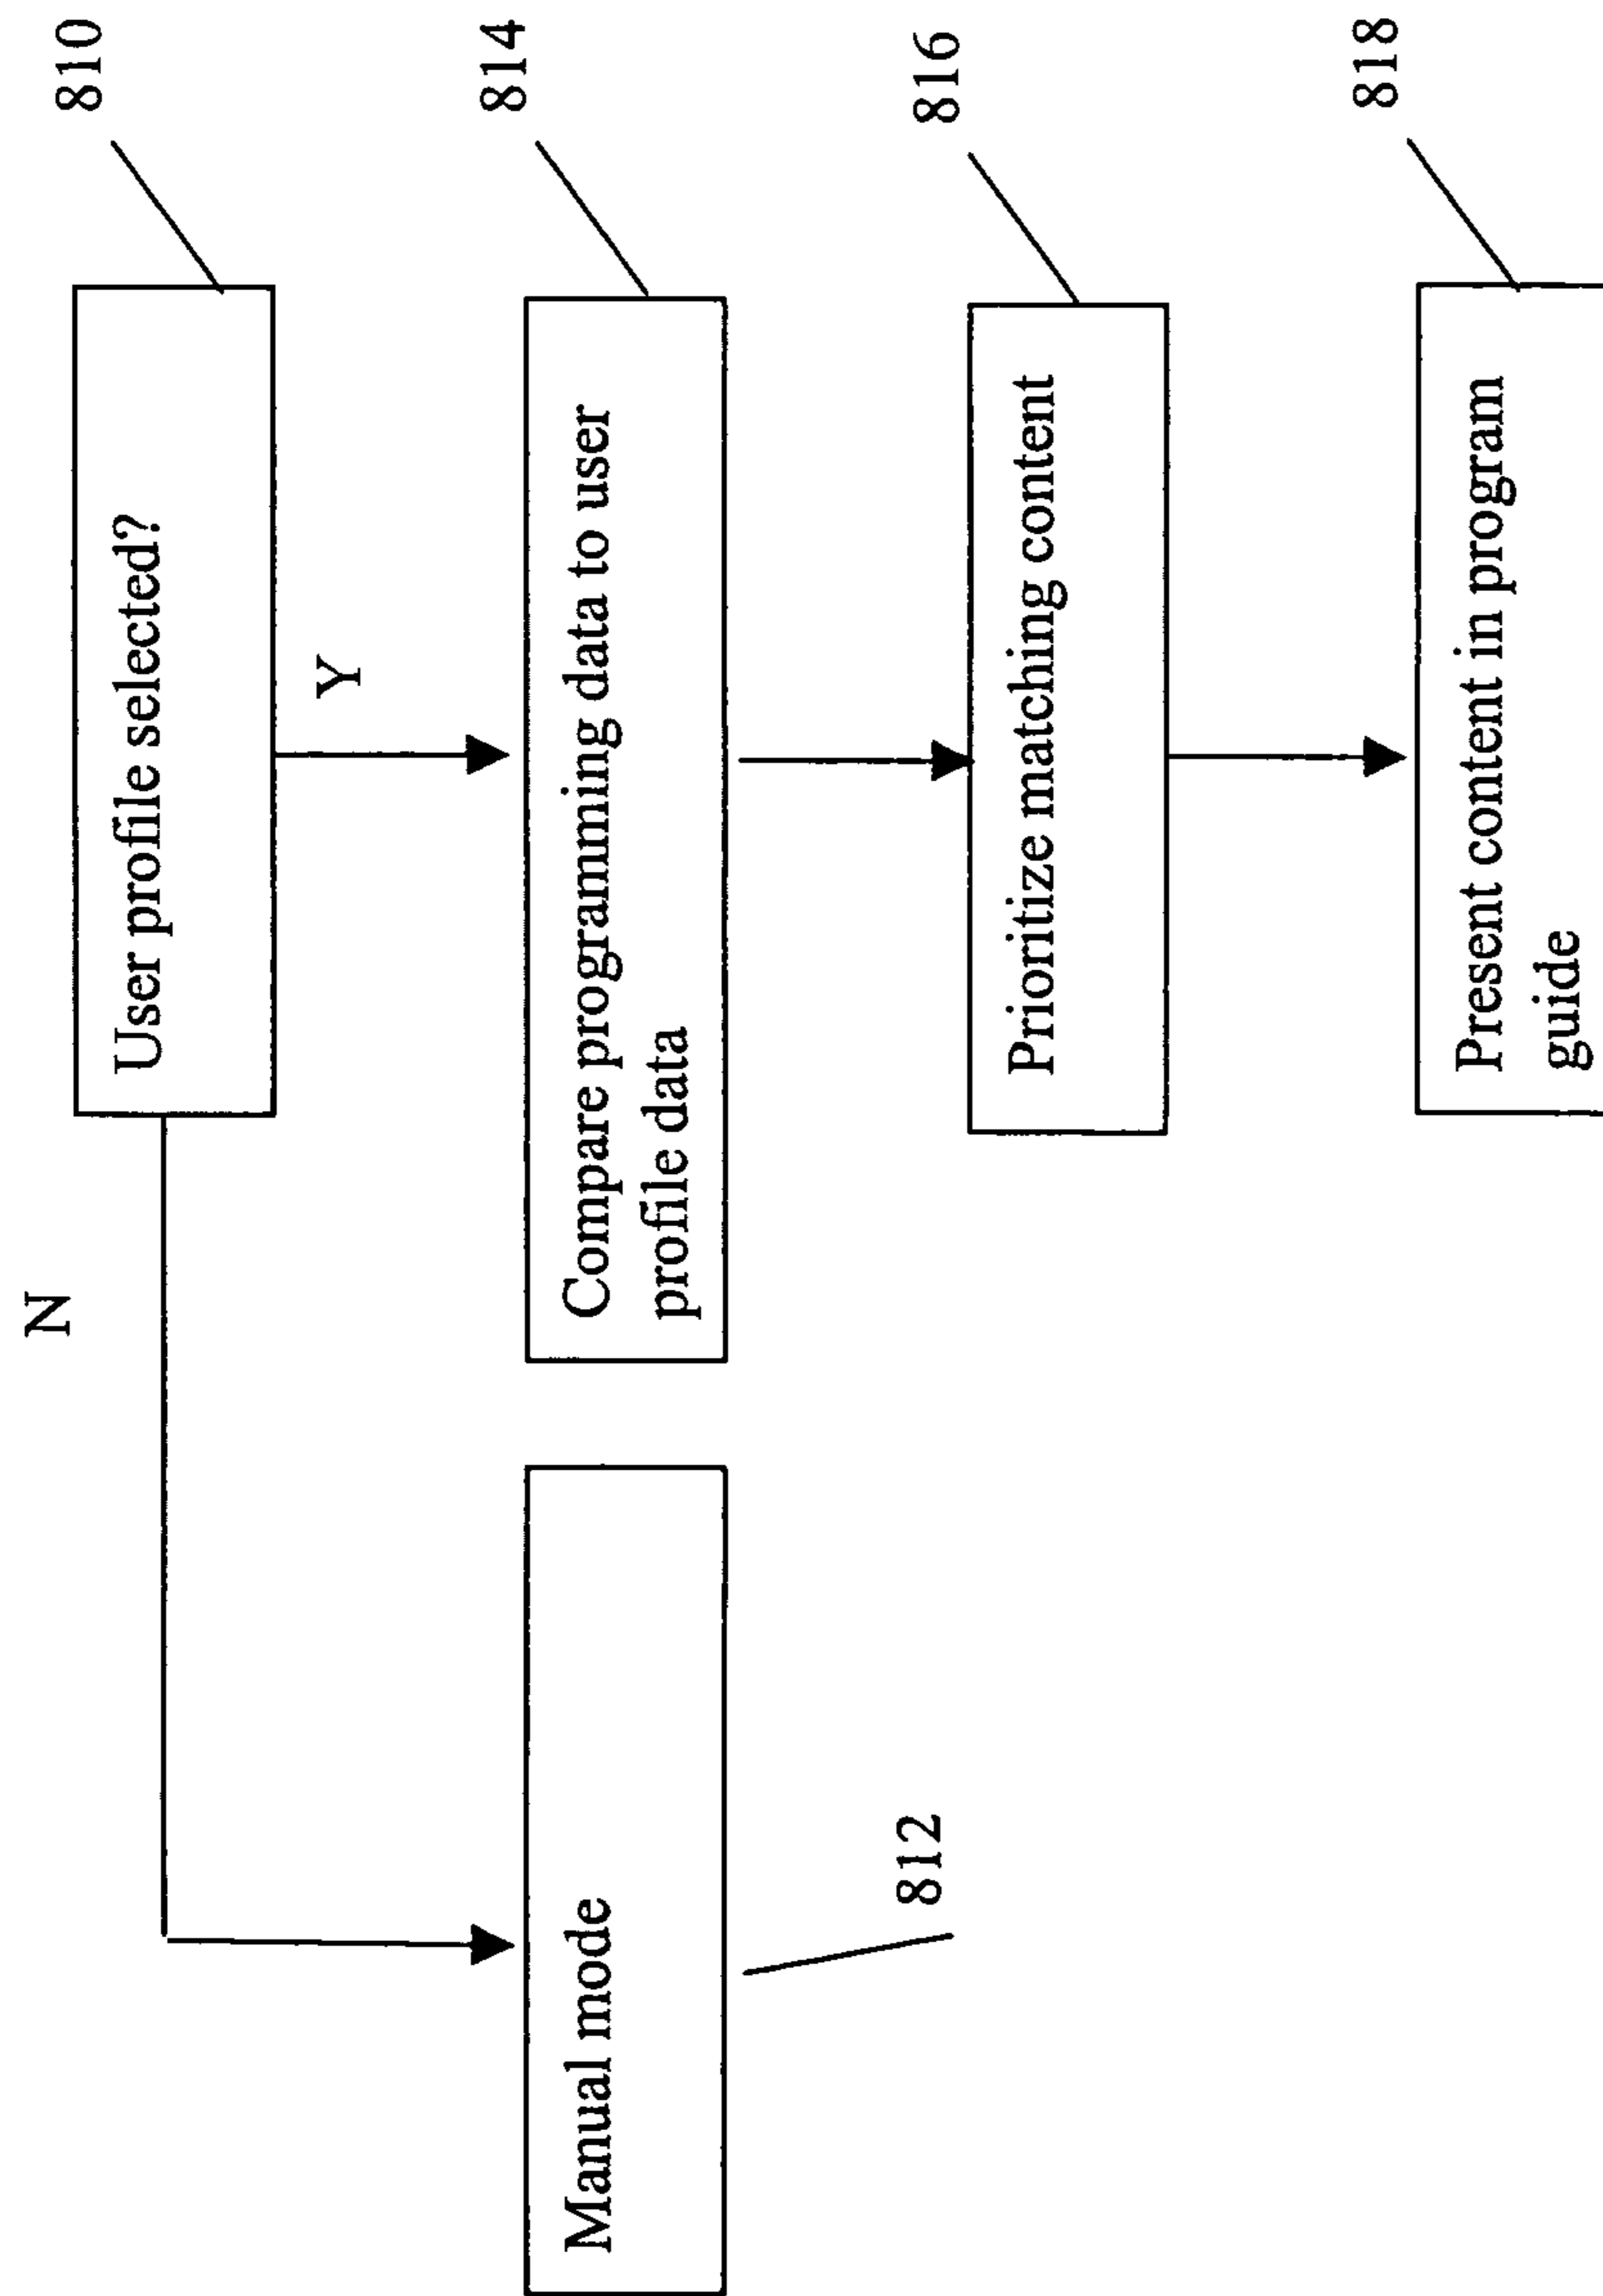 N
User profile selected?
810
Y
Manual mode
Compare programming data to user
profile data
814
812
Prioritize matching content
816
Present content in program
guide
818